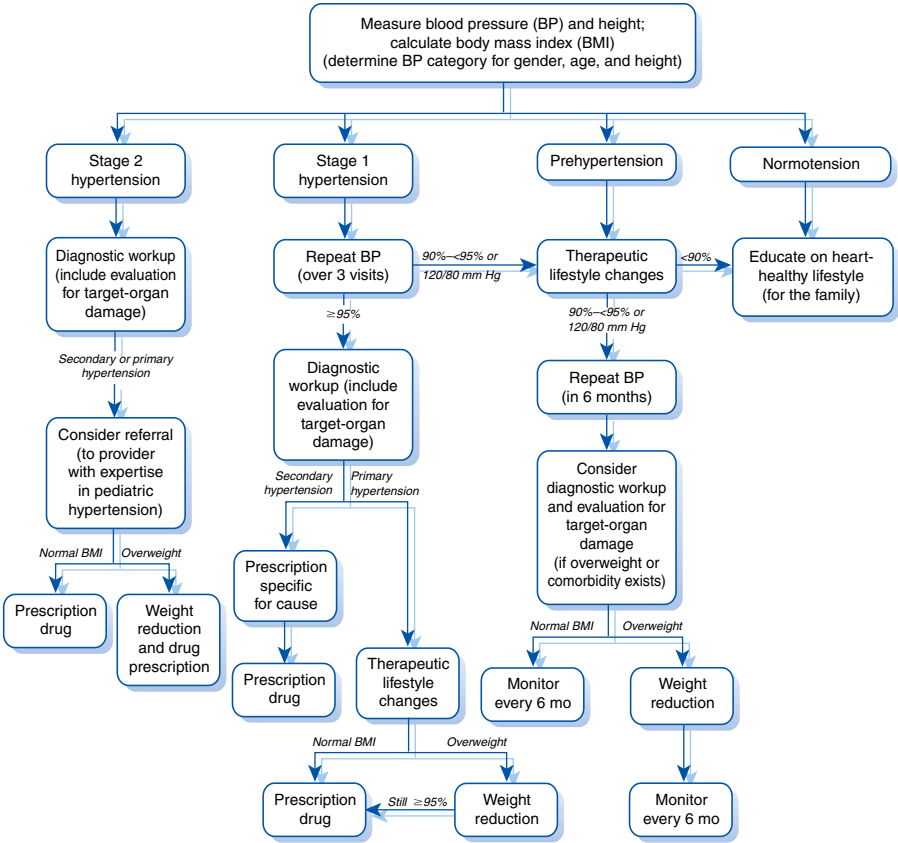 Measure blood pressure (BP) and height;
calculate body mass index (BMI)
(determine BP category for gender, age, and height)
Stage 2
hypertension
Stage 1
hypertension
Prehypertension
Normotension
Diagnostic workup
(include evaluation
for target-organ
damage)
Repeat BP
(over 3 visits)
90%–<95% or
120/80 mm Hg
Therapeutic
lifestyle changes
<90%
Educate on heart-
healthy lifestyle
(for the family)
Secondary or primary
hypertension
≥95%
90%–<95% or
120/80 mm Hg
Diagnostic
workup (include
evaluation for
target-organ
damage)
Repeat BP
(in 6 months)
Consider referral
(to provider
with expertise
in pediatric
hypertension)
Secondary
hypertension
Primary
hypertension
Consider
diagnostic workup
and evaluation for
target-organ
damage
(if overweight or
comorbidity exists)
Normal BMI
Overweight
Prescription
drug
Weight
reduction
and drug
prescription
Prescription
specific
for cause
Prescription
drug
Therapeutic
lifestyle
changes
Normal BMI
Overweight
Monitor
every 6 mo
Weight
reduction
Normal BMI
Overweight
Prescription
drug
Still ≥95%
Weight
reduction
Monitor
every 6 mo